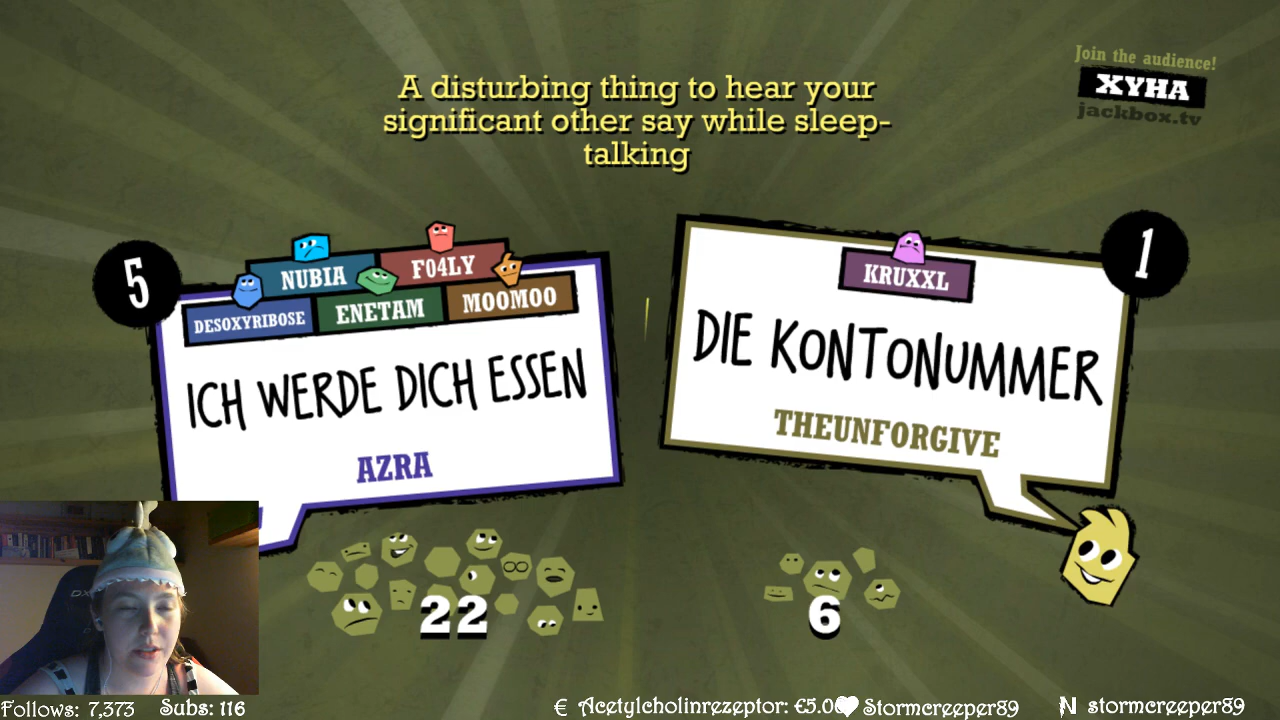 Join the audience!
XYHA
jackbox.tv
A disturbing thing to hear your
significant other say while sleep-
talking
5
NUBIA
F04LY
DESOXYRIBOSE
ENETAM
MOOMOO
ICH WERDE DICH ESSEN
AZRA
22
1
KRUXXL
DIE KONTONUMMER
THEUNFORGIVE
6
Follows: 7,373 Subs: 116
€ Acetylcholinrezeptor: €5.0
Stormcreeper89
stormcreeper89